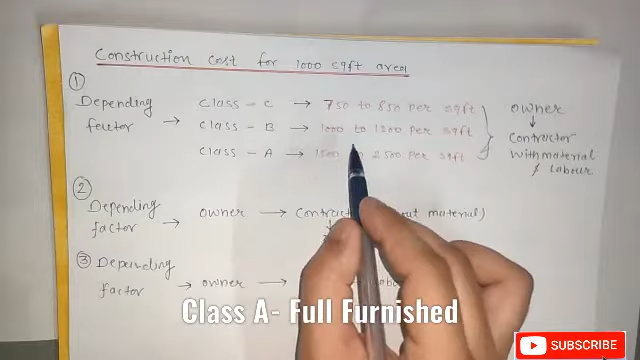 Construction Cost for 1000 sqft area
①
Depending fector → Class - C → 750 to 850 per sqft
Class - B → 1000 to 1300 per sqft
Class - A → 1500 2500 per sqft
owner
↓
Contractor
with material
& labour
②
Depending factor → owner → material)
③ Depending factor → owner →
Class A- Full Furnished
SUBSCRIBE